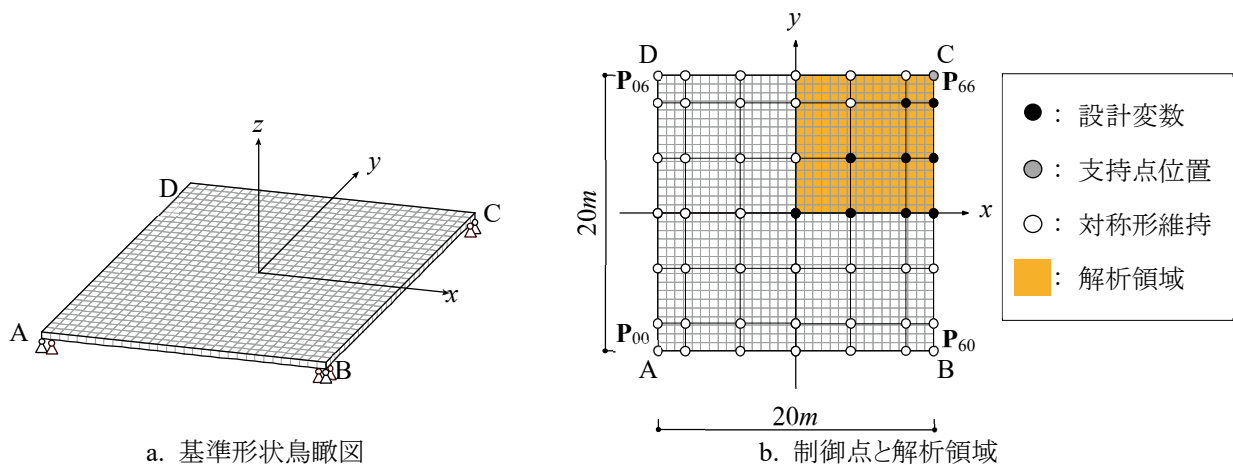 z
y
D
C
x
A
B
a. 基準形状鳥瞰図
y
D
C
P06
P66
x
20m
P00
P60
A
B
20m
b. 制御点と解析領域
: 設計変数
: 支持点位置
: 対称形維持
: 解析領域